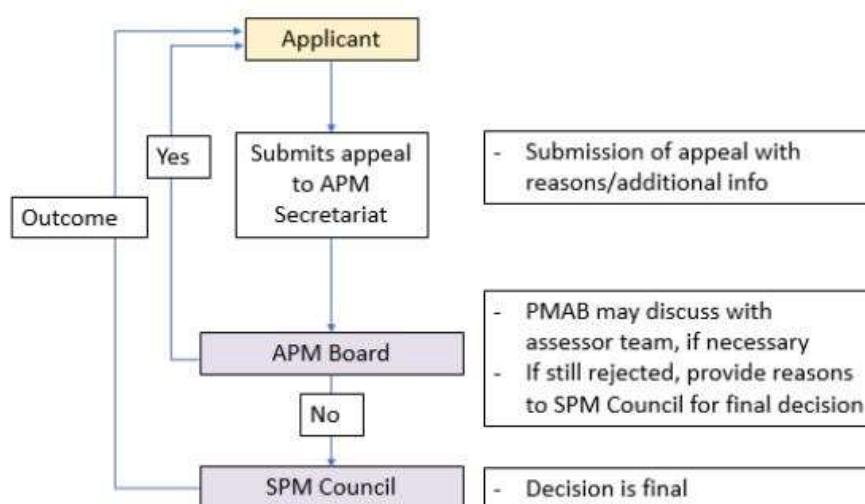 Applicant
Yes
Submits appeal
to APM
Secretariat
- Submission of appeal with
reasons/additional info
Outcome
APM Board
- PMAB may discuss with
assessor team, if necessary
- If still rejected, provide reasons
to SPM Council for final decision
No
SPM Council
- Decision is final